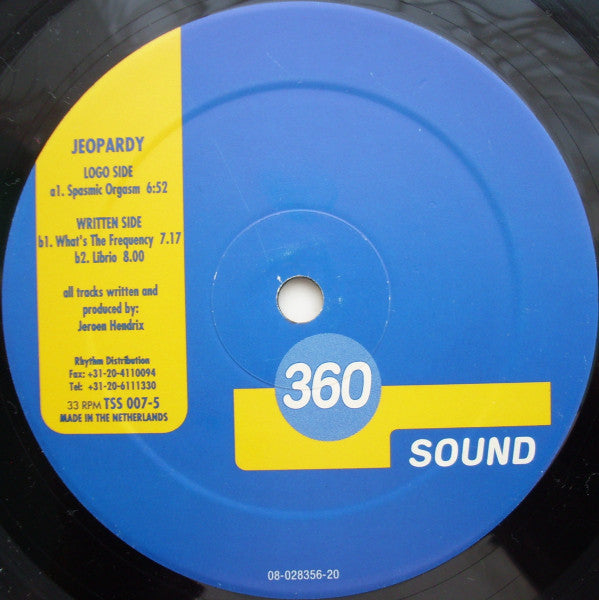 JEOPARDY
LOGO SIDE
a1. Spasmic Orgasm 6:52
WRITTEN SIDE
b1. What's The Frequency 7.17
b2. Librio 8.00
all tracks written and
produced by:
Jeroen Hendrix
Rhythm Distribution
Fax: +31-20-4110094
Tel: +31-20-6111330
33 RPM TSS 007-5
MADE IN THE NETHERLANDS
360
SOUND
08-028356-20